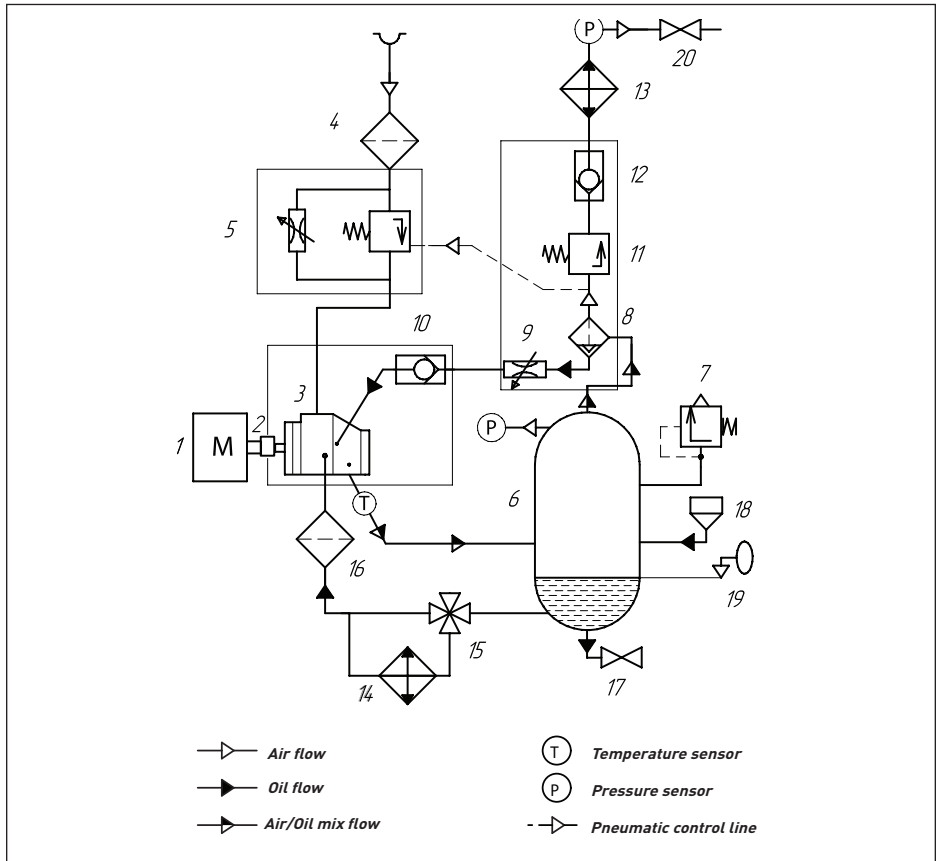 P
20
13
4
12
5
11
10
9
8
3
7
2
1
M
P
6
18
T
16
19
15
14
17
Air flow
T
Temperature sensor
Oil flow
P
Pressure sensor
Air/Oil mix flow
Pneumatic control line